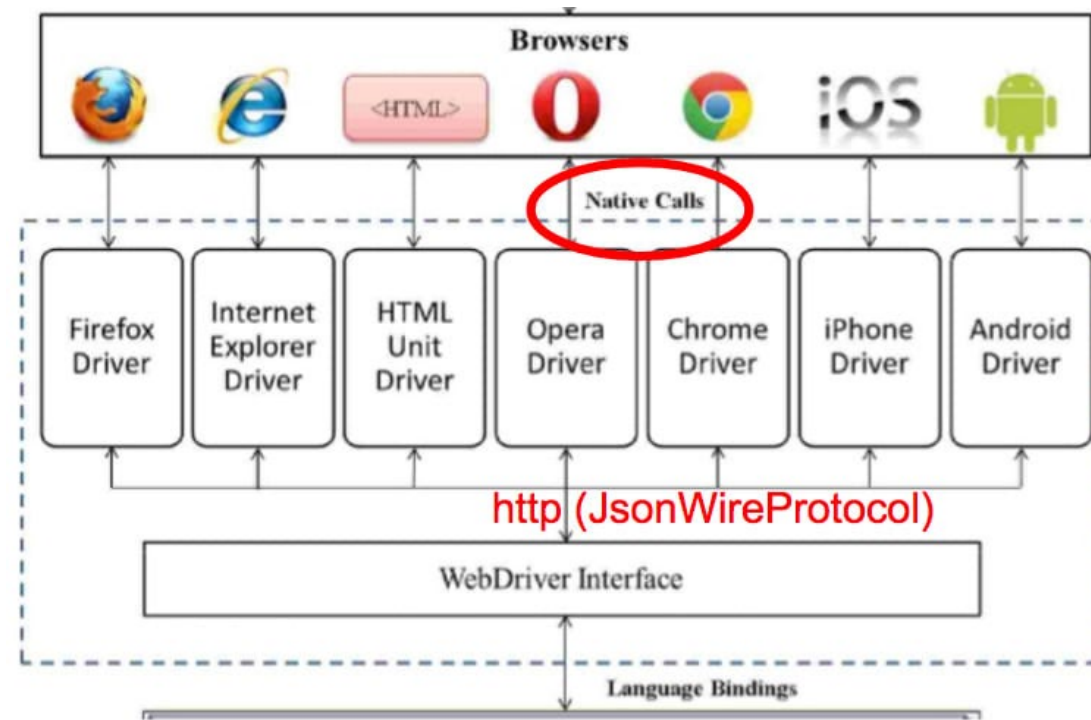 Browsers
<HTML>
iOS
Native Calls
Firefox
Driver
Internet
Explorer
Driver
HTML
Unit
Driver
Opera
Driver
Chrome
Driver
iPhone
Driver
Android
Driver
http (JsonWireProtocol)
WebDriver Interface
Language Bindings